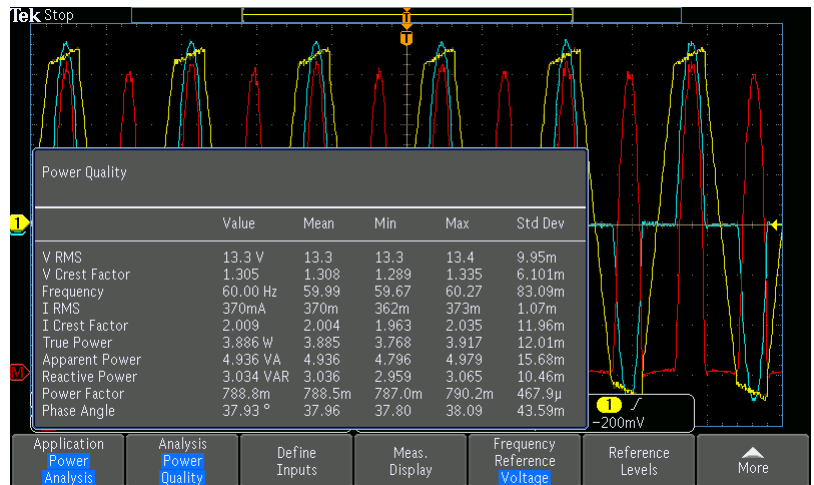 Tek Stop
T
T
1
Power Quality
Value Mean Min Max Std Dev
V RMS 13.3 V 13.3 13.3 13.4 9.95m
V Crest Factor 1.305 1.308 1.289 1.335 6.101m
Frequency 60.00 Hz 59.99 59.67 60.27 83.09m
I RMS 370mA 370m 362m 373m 1.07m
I Crest Factor 2.009 2.004 1.963 2.035 11.96m
True Power 3.886 W 3.885 3.768 3.917 12.01m
Apparent Power 4.936 VA 4.936 4.796 4.979 15.68m
M
Reactive Power 3.034 VAR 3.036 2.959 3.065 10.46m
Power Factor 788.8m 788.5m 787.0m 790.2m 467.9µ
Phase Angle 37.93 ° 37.96 37.80 38.09 43.59m
1
-200mV
Application
Power
Analysis
Analysis
Power
Quality
Define
Inputs
Meas.
Display
Frequency
Reference
Voltage
Reference
Levels
More